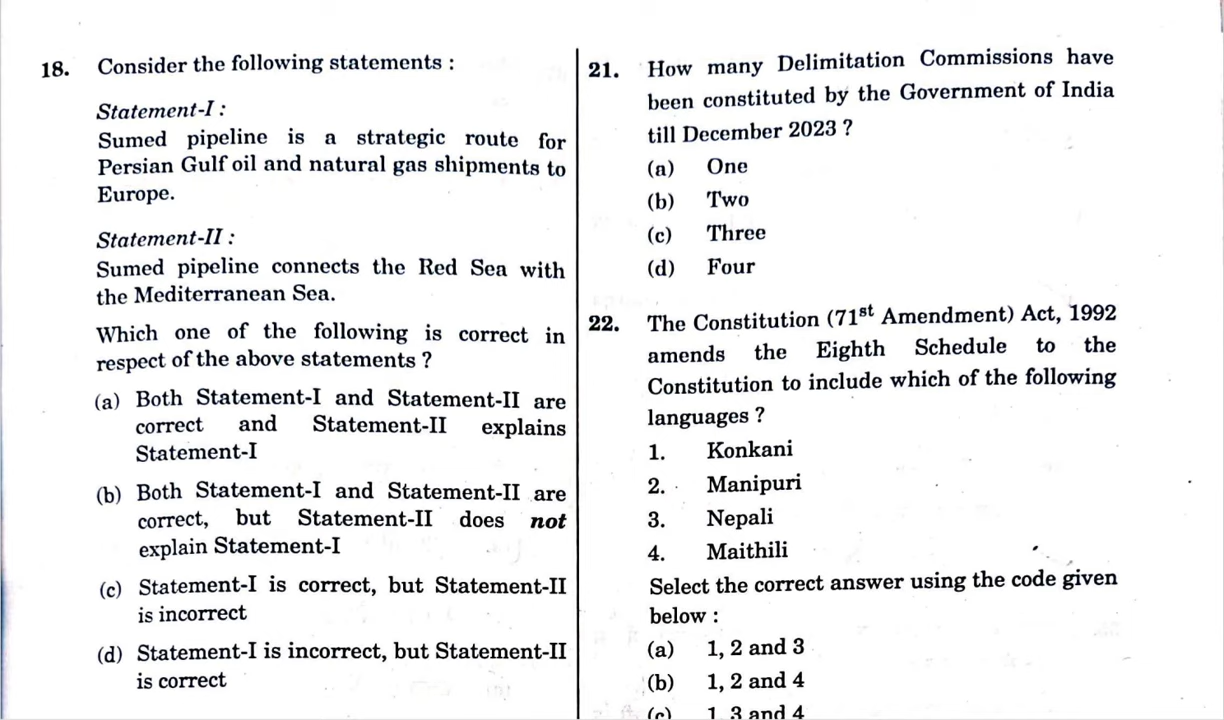 18. Consider the following statements :
Statement-I :
Sumed pipeline is a strategic route for
Persian Gulf oil and natural gas shipments to
Europe.
Statement-II :
Sumed pipeline connects the Red Sea with
the Mediterranean Sea.
Which one of the following is correct in
respect of the above statements ?
(a) Both Statement-I and Statement-II are
correct and Statement-II explains
Statement-I
(b) Both Statement-I and Statement-II are
correct, but Statement-II does not
explain Statement-I
(c) Statement-I is correct, but Statement-II
is incorrect
(d) Statement-I is incorrect, but Statement-II
is correct
21. How many Delimitation Commissions have
been constituted by the Government of India
till December 2023 ?
(a) One
(b) Two
(c) Three
(d) Four
22. The Constitution (71st Amendment) Act, 1992
amends the Eighth Schedule to the
Constitution to include which of the following
languages ?
1. Konkani
2. Manipuri
3. Nepali
4. Maithili
Select the correct answer using the code given
below :
(a) 1, 2 and 3
(b) 1, 2 and 4
(c) 1, 3 and 4